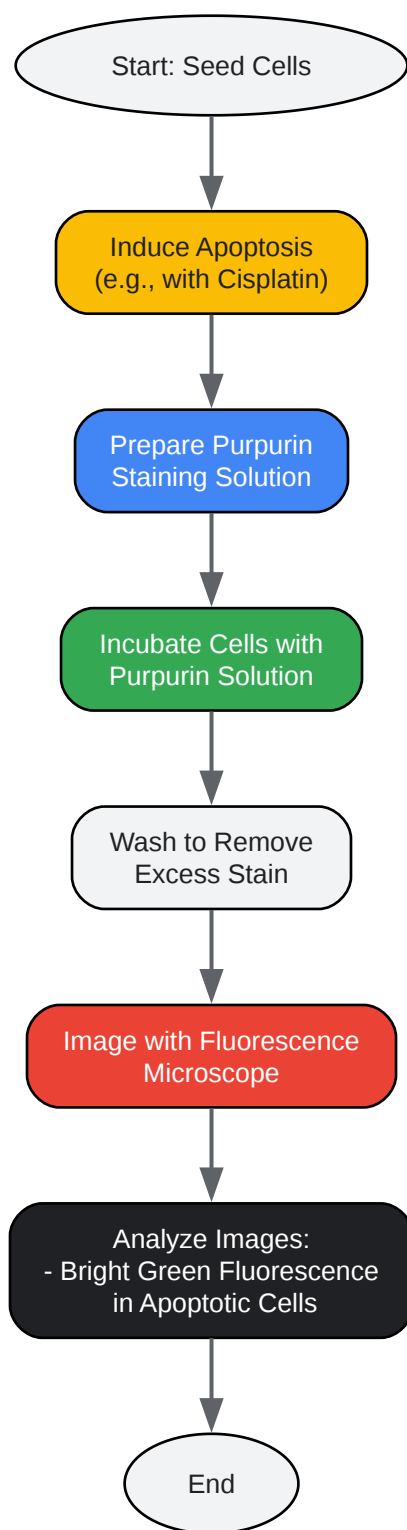 Start: Seed Cells
Induce Apoptosis
(e.g., with Cisplatin)
Prepare Purpurin
Staining Solution
Incubate Cells with
Purpurin Solution
Wash to Remove
Excess Stain
Image with Fluorescence
Microscope
Analyze Images:
- Bright Green Fluorescence
in Apoptotic Cells
End